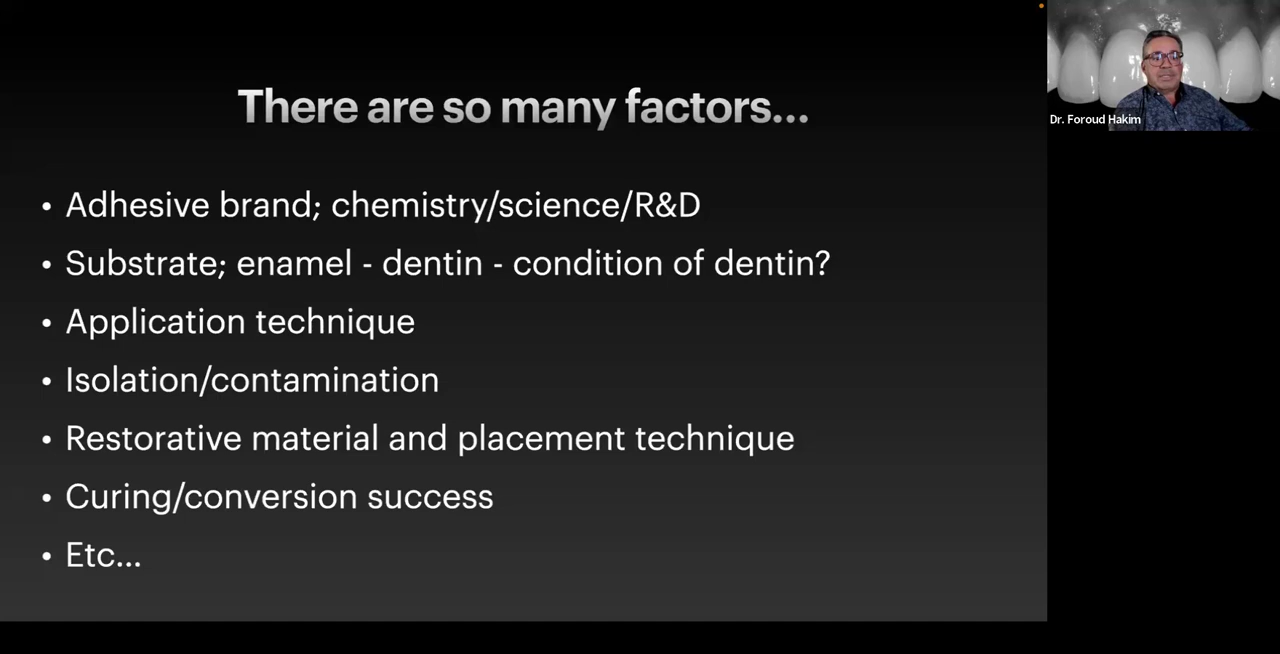 There are so many factors...
• Adhesive brand; chemistry/science/R&D
• Substrate; enamel - dentin - condition of dentin?
• Application technique
• Isolation/contamination
• Restorative material and placement technique
• Curing/conversion success
• Etc...
Dr. Foroud Hakim